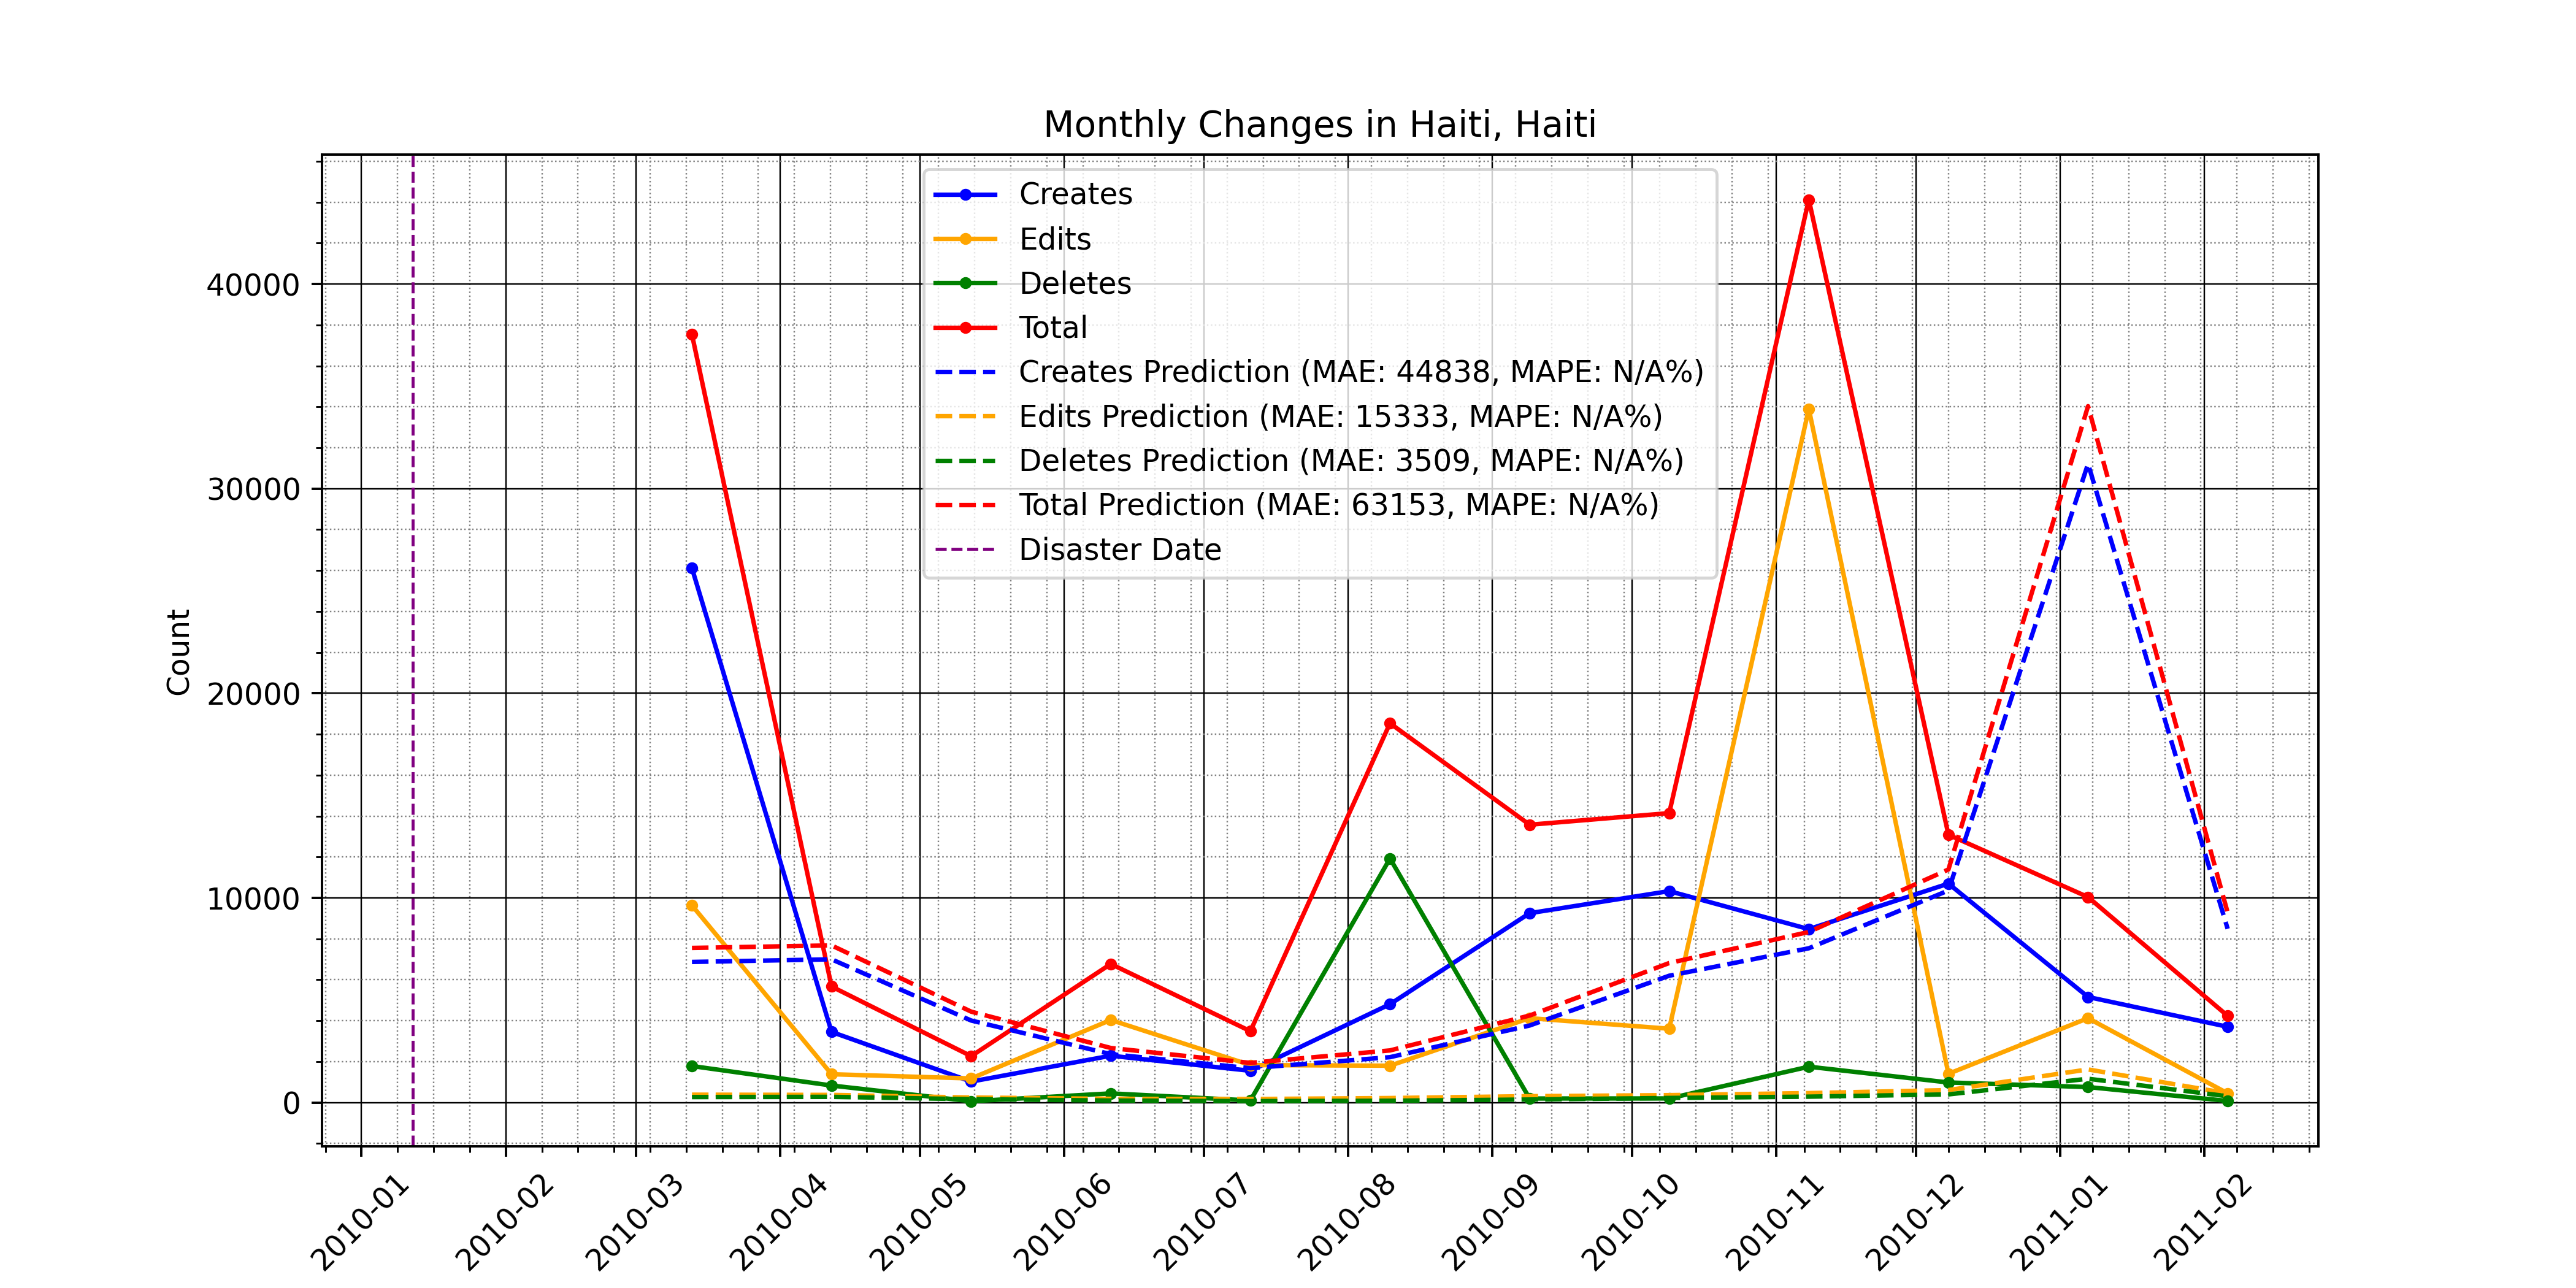 Monthly Changes in Haiti, Haiti
Creates
Edits
Deletes
Total
Creates Prediction (MAE: 44838, MAPE: N/A%)
Edits Prediction (MAE: 15333, MAPE: N/A%)
Deletes Prediction (MAE: 3509, MAPE: N/A%)
Total Prediction (MAE: 63153, MAPE: N/A%)
Disaster Date
Count
40000
30000
20000
10000
0
2010-01
2010-02
2010-03
2010-04
2010-05
2010-06
2010-07
2010-08
2010-09
2010-10
2010-11
2010-12
2011-01
2011-02